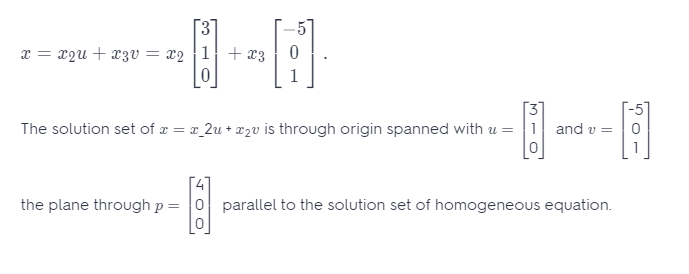 x = x₂u + x₃v = x₂ [3 1 0] + x₃ [-5 0 1] .
The solution set of x = x_2u + x₂v is through origin spanned with u = [3 1 0] and v = [-5 0 1]
the plane through p = [4 0 0] parallel to the solution set of homogeneous equation.